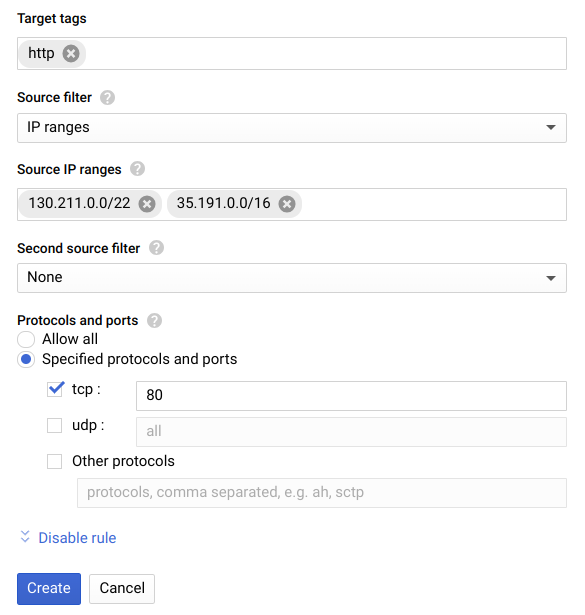 Target tags
http
Source filter
IP ranges
Source IP ranges
130.211.0.0/22 35.191.0.0/16
Second source filter
None
Protocols and ports
Allow all
Specified protocols and ports
tcp : 80
udp : all
Other protocols
protocols, comma separated, e.g. ah, sctp
Disable rule
Create Cancel